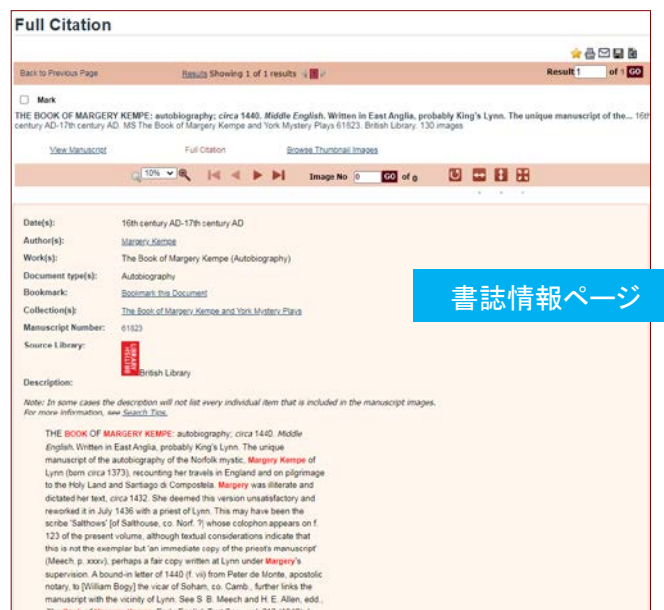 Full Citation
Back to Previous Page Results Showing 1 of 1 results Result 1 of 1 GO
Mark
THE BOOK OF MARGERY KEMPE: autobiography; circa 1440. Middle English. Written in East Anglia, probably King's Lynn. The unique manuscript of the... 16th
century AD-17th century AD. MS The Book of Margery Kempe and York Mystery Plays 61823. British Library. 130 images
View Manuscript Full Citation Browse Thumbnail Images
10% Image No 0 GO of 0
Date(s): 16th century AD-17th century AD
Author(s): Margery Kempe
Work(s): The Book of Margery Kempe (Autobiography)
Document type(s): Autobiography
書誌情報ページ
Bookmark: Bookmark this Document
Collection(s): The Book of Margery Kempe and York Mystery Plays
Manuscript Number: 61823
Source Library: BRITISH LIBRARY British Library
Description:
Note: In some cases the description will not list every individual item that is included in the manuscript images.
For more information, see Search Tips.
THE BOOK OF MARGERY KEMPE: autobiography; circa 1440. Middle
English. Written in East Anglia, probably King's Lynn. The unique
manuscript of the autobiography of the Norfolk mystic, Margery Kempe of
Lynn (born circa 1373), recounting her travels in England and on pilgrimage
to the Holy Land and Santiago di Compostela. Margery was illiterate and
dictated her text, circa 1432. She deemed this version unsatisfactory and
reworked it in July 1436 with a priest of Lynn. This may have been the
scribe 'Salthows' [of Salthouse, co. Norf. ?] whose colophon appears on f.
123 of the present volume, although textual considerations indicate that
this is not the exemplar but 'an immediate copy of the priest's manuscript'
(Meech, p. xxxv), perhaps a fair copy written at Lynn under Margery's
supervision. A bound-in letter of 1440 (f. vii) from Peter de Monte, apostolic
notary, to [William Bogy] the vicar of Soham, co. Camb., further links the
manuscript with the vicinity of Lynn. See S. B. Meech and H. E. Allen, edd.,